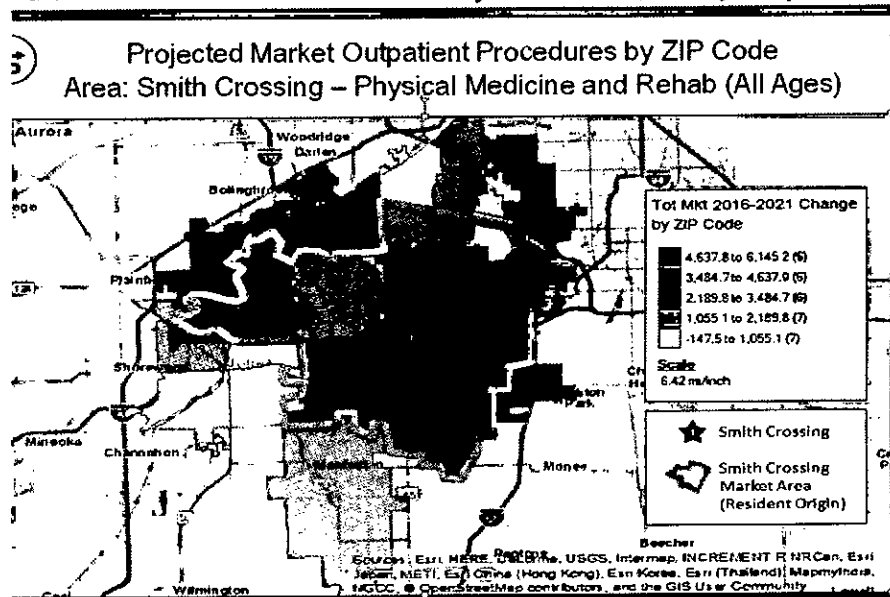 Projected Market Outpatient Procedures by ZIP Code
Area: Smith Crossing – Physical Medicine and Rehab (All Ages)
Aurora
Woodridge
Darien
Tot Mkt 2016-2021 Change
by ZIP Code
4,637.8 to 6,145.2 (6)
3,484.7 to 4,637.9 (5)
2,189.8 to 3,484.7 (6)
1,055.1 to 2,189.8 (7)
-147.5 to 1,055.1 (7)
Scale
6.42 mi/inch
Minooka
Channahon
Smith Crossing
Smith Crossing
Market Area
(Resident Origin)
Beecher
Wilmington
Sources: Esri, HERE, DeLorme, USGS, Intermap, INCREMENT P, NRCan, Esri
Japan, METI, Esri China (Hong Kong), Esri Korea, Esri (Thailand), MapmyIndia,
NGCC, © OpenStreetMap contributors, and the GIS User Community